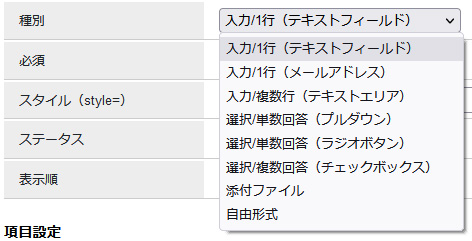 種別
入力/1行（テキストフィールド）
入力/1行（テキストフィールド）
必須
入力/1行（メールアドレス）
入力/複数行（テキストエリア）
スタイル（style=）
選択/単数回答（プルダウン）
ステータス
選択/単数回答（ラジオボタン）
選択/複数回答（チェックボックス）
表示順
添付ファイル
自由形式
項目設定